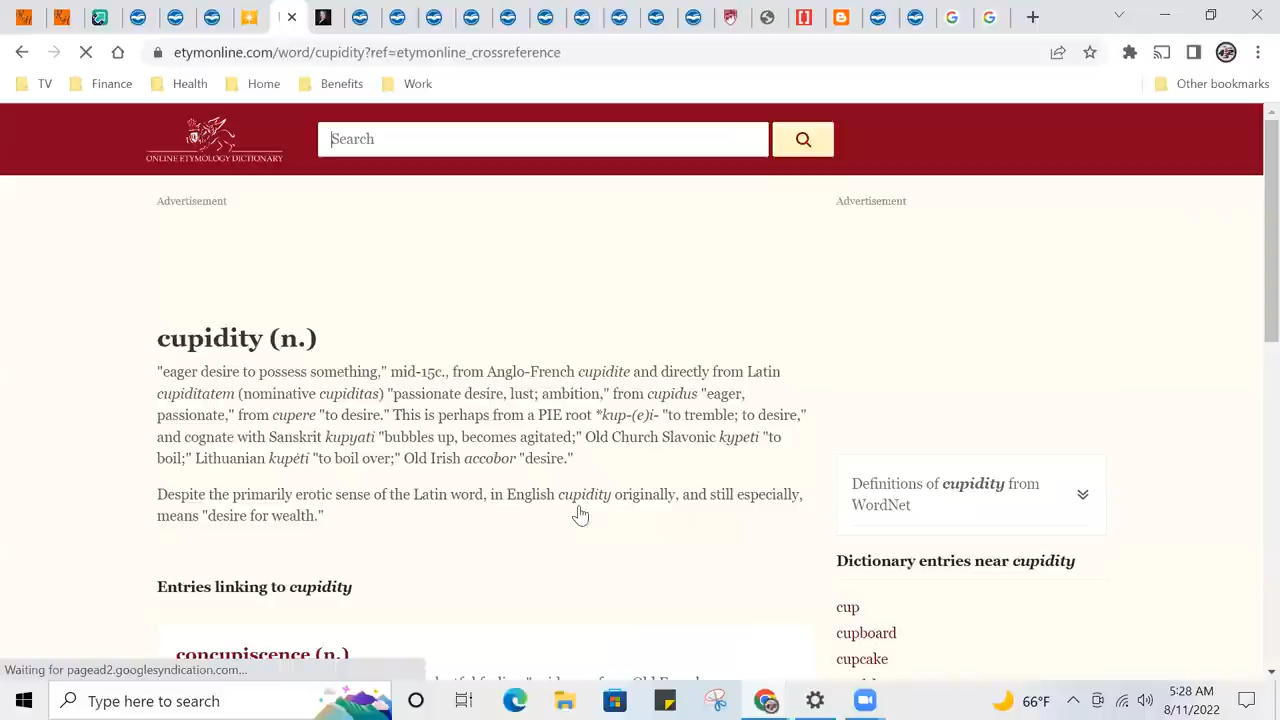 etymonline.com/word/cupidity?ref=etymonline_crossreference
TV Finance Health Home Benefits Work Other bookmarks
ONLINE ETYMOLOGY DICTIONARY
Search
Advertisement
Advertisement
cupidity (n.)
"eager desire to possess something," mid-15c., from Anglo-French cupidite and directly from Latin
cupiditatem (nominative cupiditas) "passionate desire, lust; ambition," from cupidus "eager,
passionate," from cupere "to desire." This is perhaps from a PIE root *kup-(e)i- "to tremble; to desire,"
and cognate with Sanskrit kupyati "bubbles up, becomes agitated;" Old Church Slavonic kypeti "to
boil;" Lithuanian kupėti "to boil over;" Old Irish accobor "desire."
Despite the primarily erotic sense of the Latin word, in English cupidity originally, and still especially,
means "desire for wealth."
Definitions of cupidity from
WordNet
Dictionary entries near cupidity
cup
cupboard
cupcake
Entries linking to cupidity
concupiscence (n.)
Waiting for pagead2.googlesyndication.com...
Type here to search
66°F
5:28 AM
8/11/2022